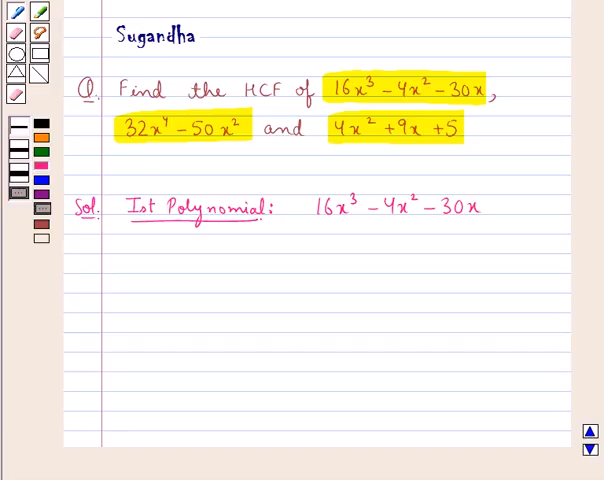 Sugandha
Q. Find the HCF of 16x³ - 4x² - 30x,
32x⁴ - 50x² and 4x² + 9x + 5
Sol. Ist Polynomial: 16x³ - 4x² - 30x